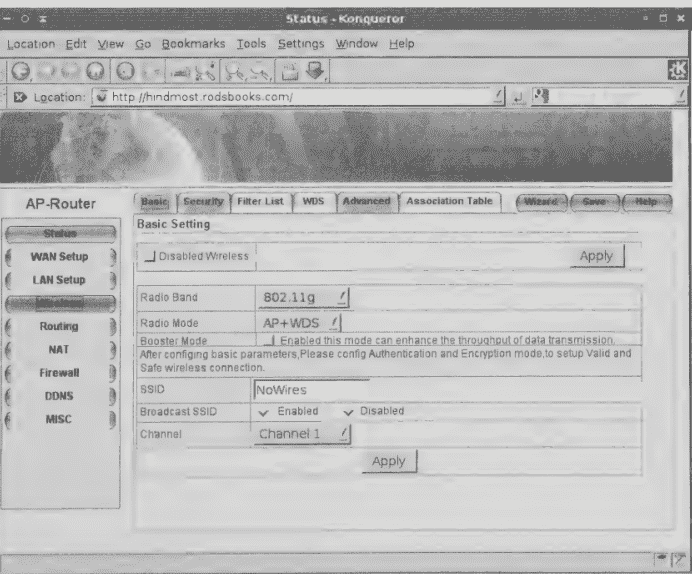 Status - Konqueror
Location Edit View Go Bookmarks Tools Settings Window Help
Location: http://hindmost.rodsbooks.com/
AP-Router
Basic Security Filter List WDS Advanced Association Table Wizard Save Help
Basic Setting
Status
WAN Setup
LAN Setup
Routing
NAT
Firewall
DDNS
MISC
Disabled Wireless
Apply
Radio Band 802.11g
Radio Mode AP+WDS
Booster Mode Enabled this mode can enhance the throughput of data transmission.
After configing basic parameters,Please config Authentication and Encryption mode,to setup Valid and
Safe wireless connection.
SSID NoWires
Broadcast SSID Enabled Disabled
Channel Channel 1
Apply